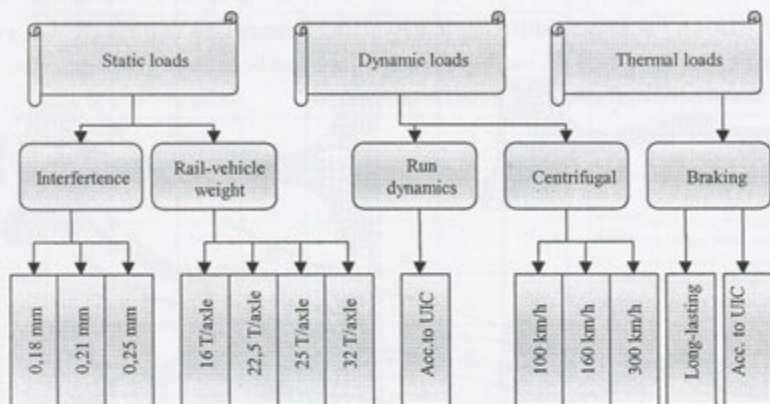 Static loads
Dynamic loads
Thermal loads
Interfertence
Rail-vehicle
weight
Run
dynamics
Centrifugal
Braking
0,18 mm
0,21 mm
0,25 mm
16 T/axle
22,5 T/axle
25 T/axle
32 T/axle
Acc.to UIC
100 km/h
160 km/h
300 km/h
Long-lasting
Acc. to UIC